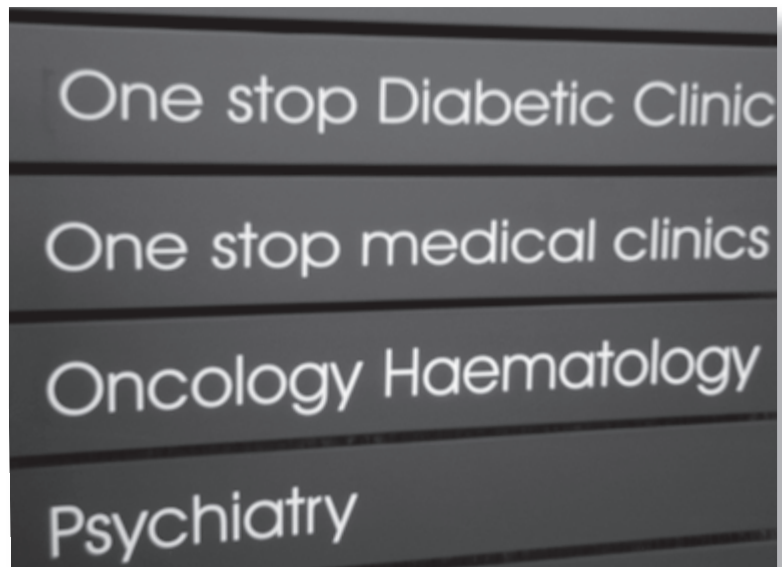 One stop Diabetic Clinic
One stop medical clinics
Oncology Haematology
Psychiatry